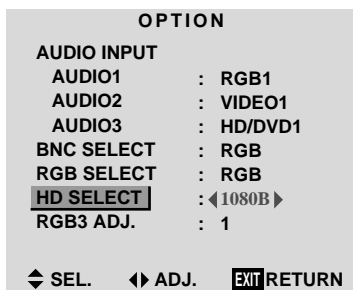 OPTION
AUDIO INPUT
AUDIO1 : RGB1
AUDIO2 : VIDEO1
AUDIO3 : HD/DVD1
BNC SELECT : RGB
RGB SELECT : RGB
HD SELECT : 1080B
RGB3 ADJ. : 1
SEL. ADJ. EXIT RETURN